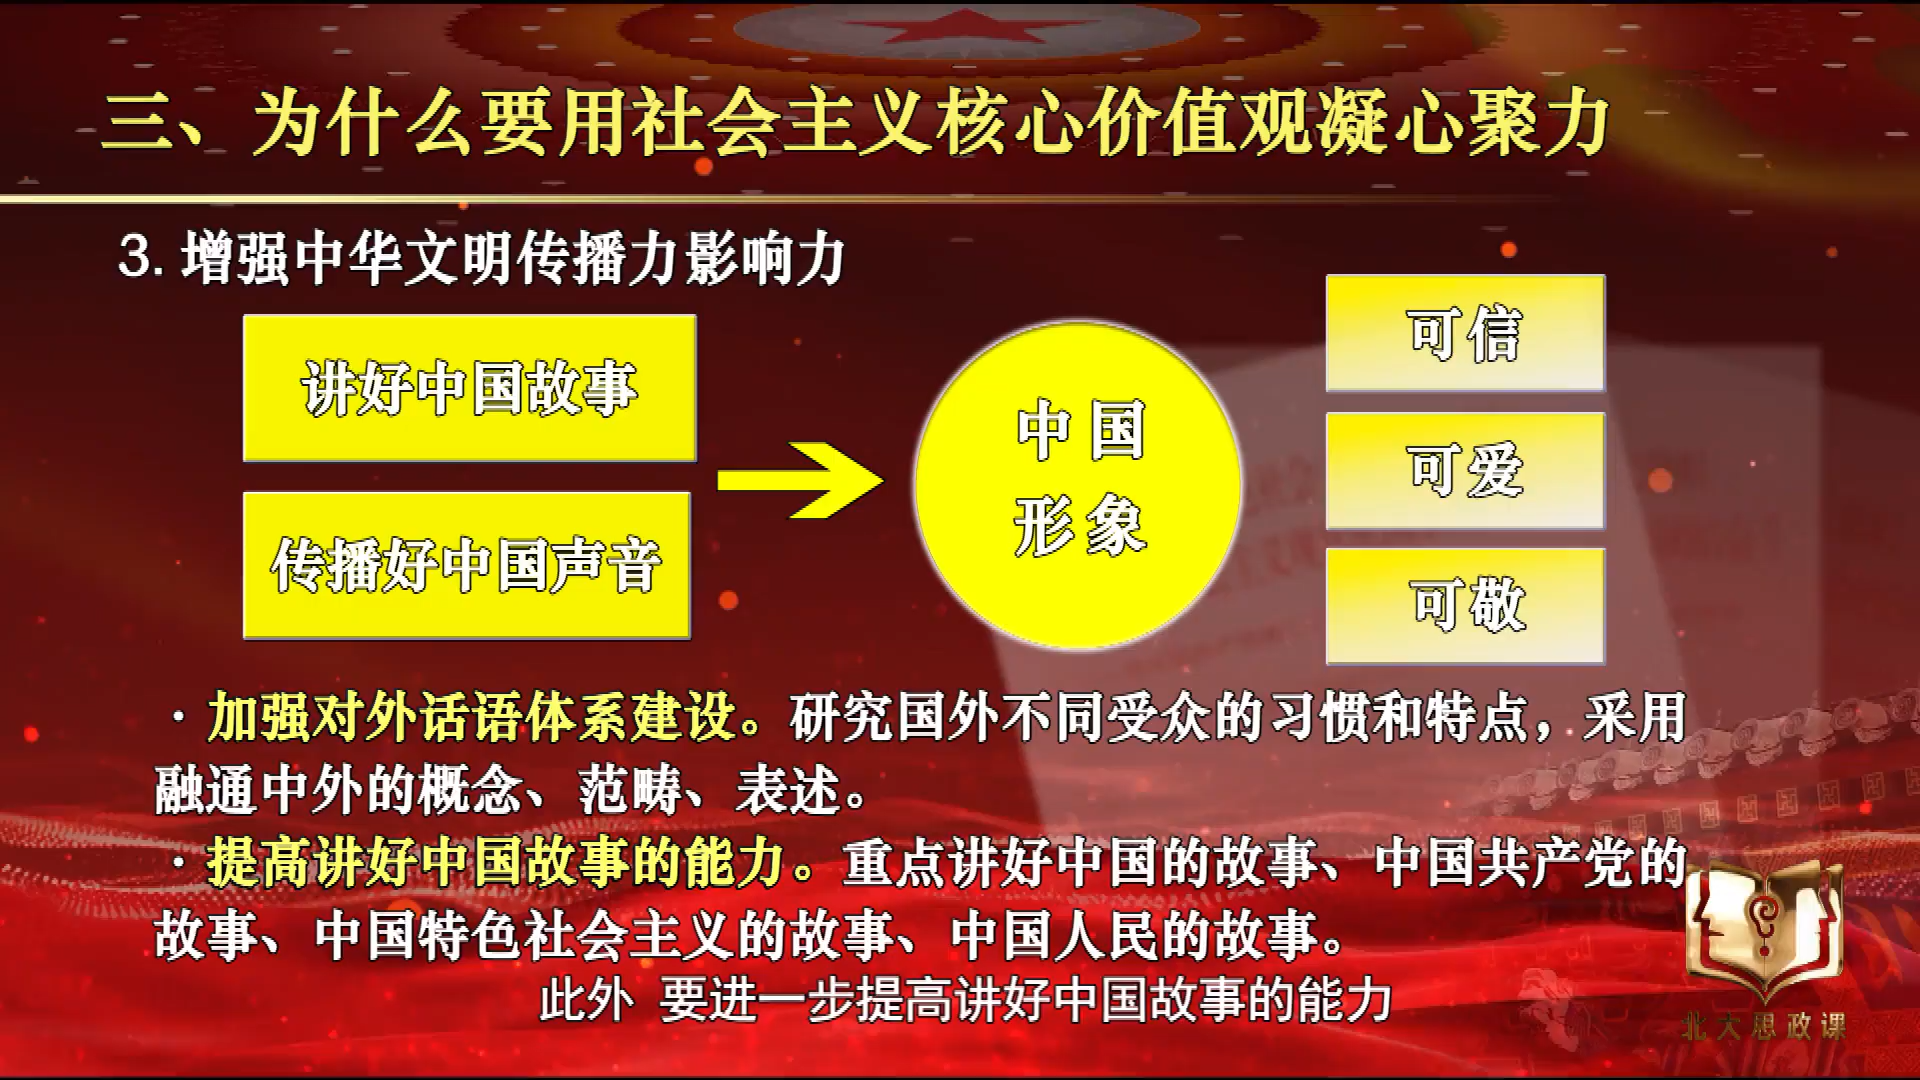 三、为什么要用社会主义核心价值观凝心聚力
3. 增强中华文明传播力影响力
讲好中国故事
传播好中国声音
中国
形象
可信
可爱
可敬
· 加强对外话语体系建设。研究国外不同受众的习惯和特点，采用
融通中外的概念、范畴、表述。
· 提高讲好中国故事的能力。重点讲好中国的故事、中国共产党的
故事、中国特色社会主义的故事、中国人民的故事。
此外 要进一步提高讲好中国故事的能力
北大思政课